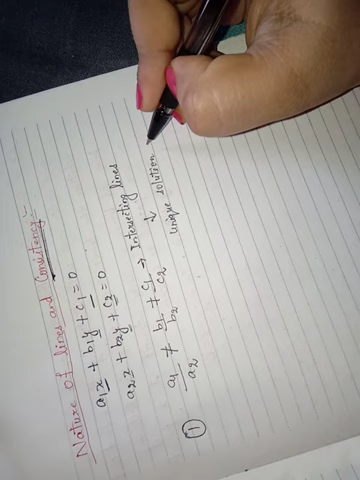 Nature of lines and Consistency :-
a₁x + b₁y + c₁ = 0
a₂x + b₂y + c₂ = 0
(1) a₁/a₂ ≠ b₁/b₂ ≠ c₁/c₂ → Intersecting lines
↓
unique solution